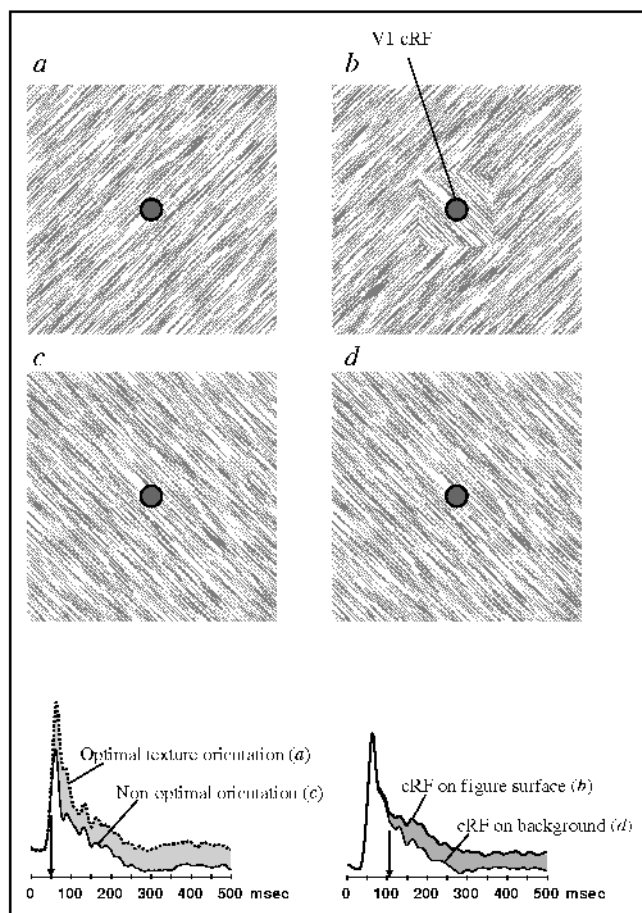 V1 cRF
a
b
c
d
Optimal texture orientation (a)
Non-optimal orientation (c)
0 100 200 300 400 500 msec
cRF on figure surface (b)
cRF on background (d)
0 100 200 300 400 500 msec